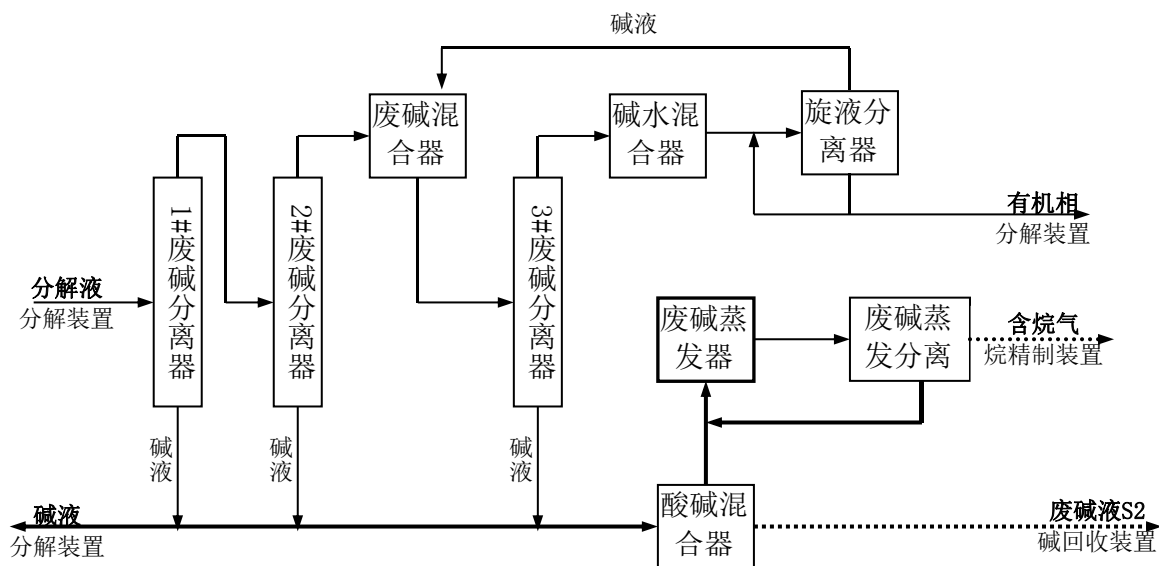 碱液
废碱混
合器
碱水混
合器
旋液分
离器
1#废碱分离器
2#废碱分离器
3#废碱分离器
有机相
分解装置
分解液
分解装置
废碱蒸
发器
废碱蒸
发分离
含烷气
烷精制装置
碱液
碱液
碱液
碱液
分解装置
酸碱混
合器
废碱液S2
碱回收装置